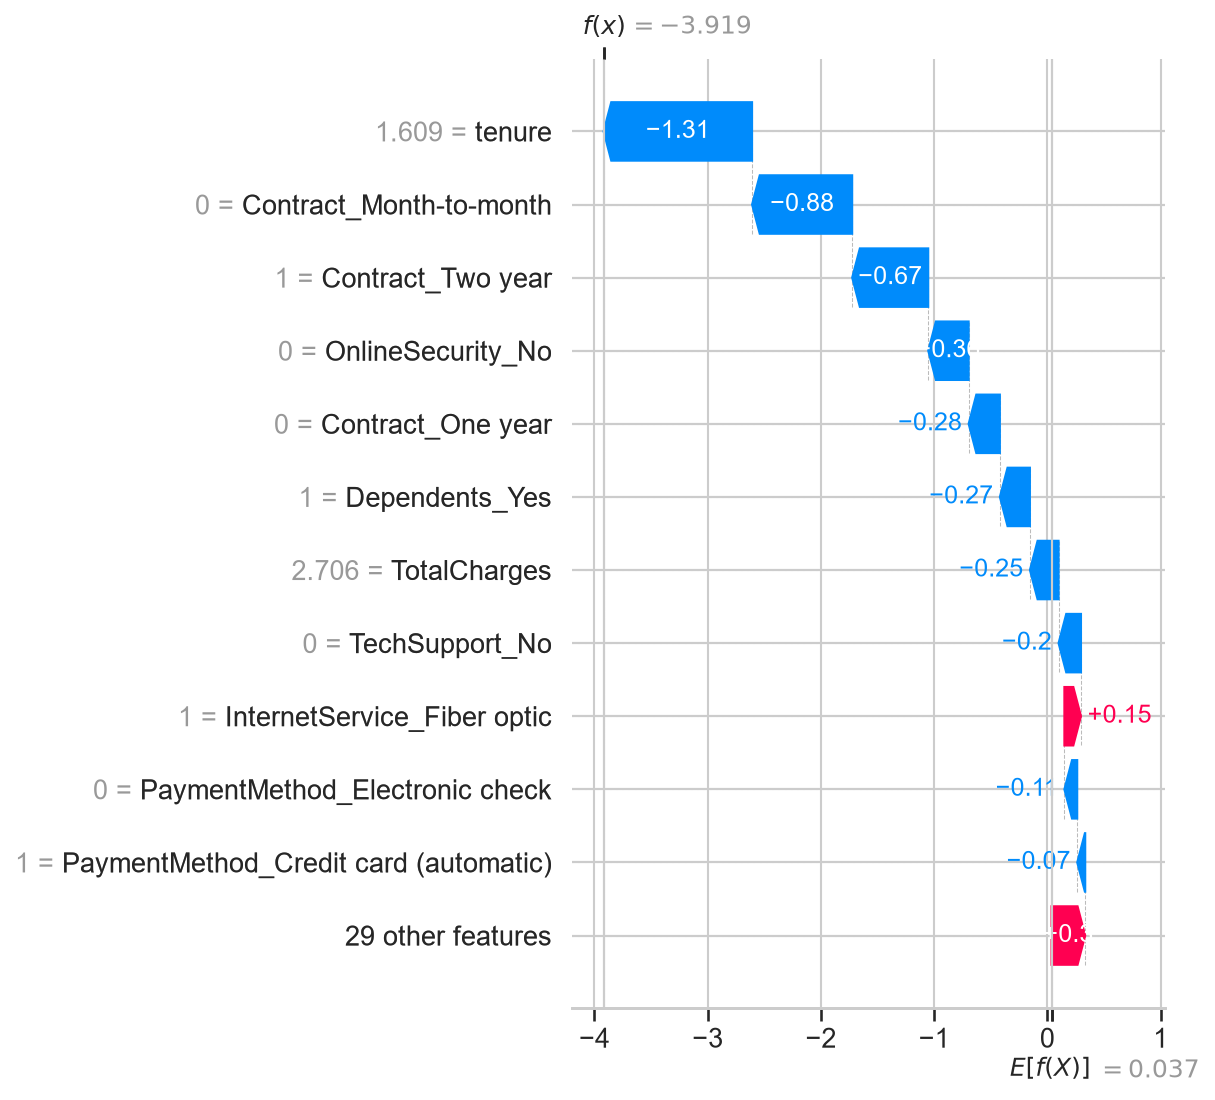 f(x) = −3.919
1.609 = tenure
−1.31
0 = Contract_Month-to-month
−0.88
1 = Contract_Two year
−0.67
0 = OnlineSecurity_No
0 = Contract_One year
−0.28
1 = Dependents_Yes
−0.27
2.706 = TotalCharges
−0.25
0 = TechSupport_No
−0.2
1 = InternetService_Fiber optic
+0.15
0 = PaymentMethod_Electronic check
1 = PaymentMethod_Credit card (automatic)
−0.07
29 other features
−4 −3 −2 −1 0 1
E[f(X)] = 0.037